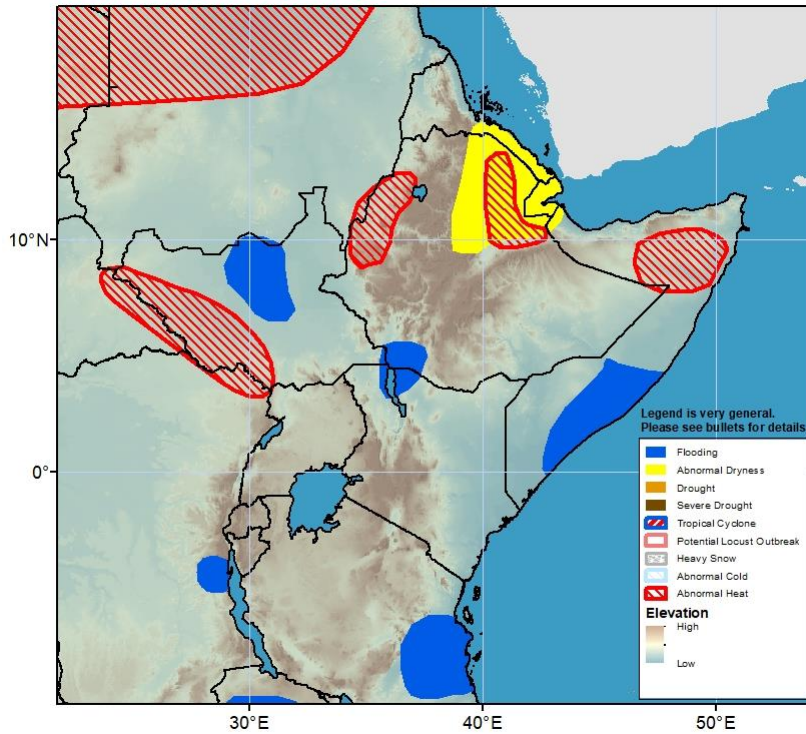 10°N
0°
30°E
40°E
50°E
Legend is very general.
Please see bullets for details
Flooding
Abnormal Dryness
Drought
Severe Drought
Tropical Cyclone
Potential Locust Outbreak
Heavy Snow
Abnormal Cold
Abnormal Heat
Elevation
High
Low